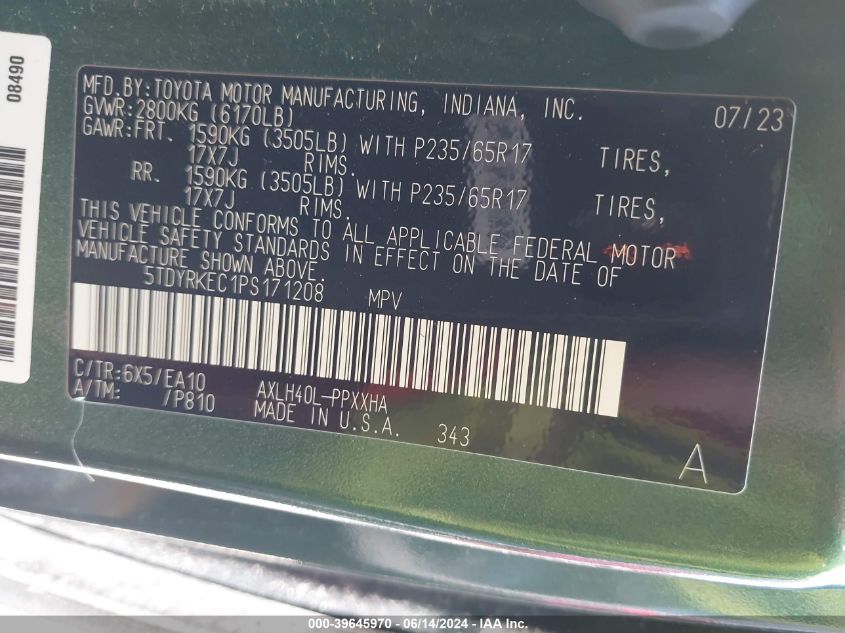 08490
MFD.BY:TOYOTA MOTOR MANUFACTURING, INDIANA, INC. 07/23
GVWR:2800KG (6170LB)
GAWR:FRT. 1590KG (3505LB) WITH P235/65R17 TIRES,
17X7J RIMS.
RR. 1590KG (3505LB) WITH P235/65R17 TIRES,
17X7J RIMS.
THIS VEHICLE CONFORMS TO ALL APPLICABLE FEDERAL MOTOR
VEHICLE SAFETY STANDARDS IN EFFECT ON THE DATE OF
MANUFACTURE SHOWN ABOVE.
5TDYRKEC1PS171208 MPV
C/TR:6X5/EA10 AXLH40L-PPXXHA
A/TM: /P810 MADE IN U.S.A. 343
A
000-39645970 - 06/14/2024 - IAA Inc.